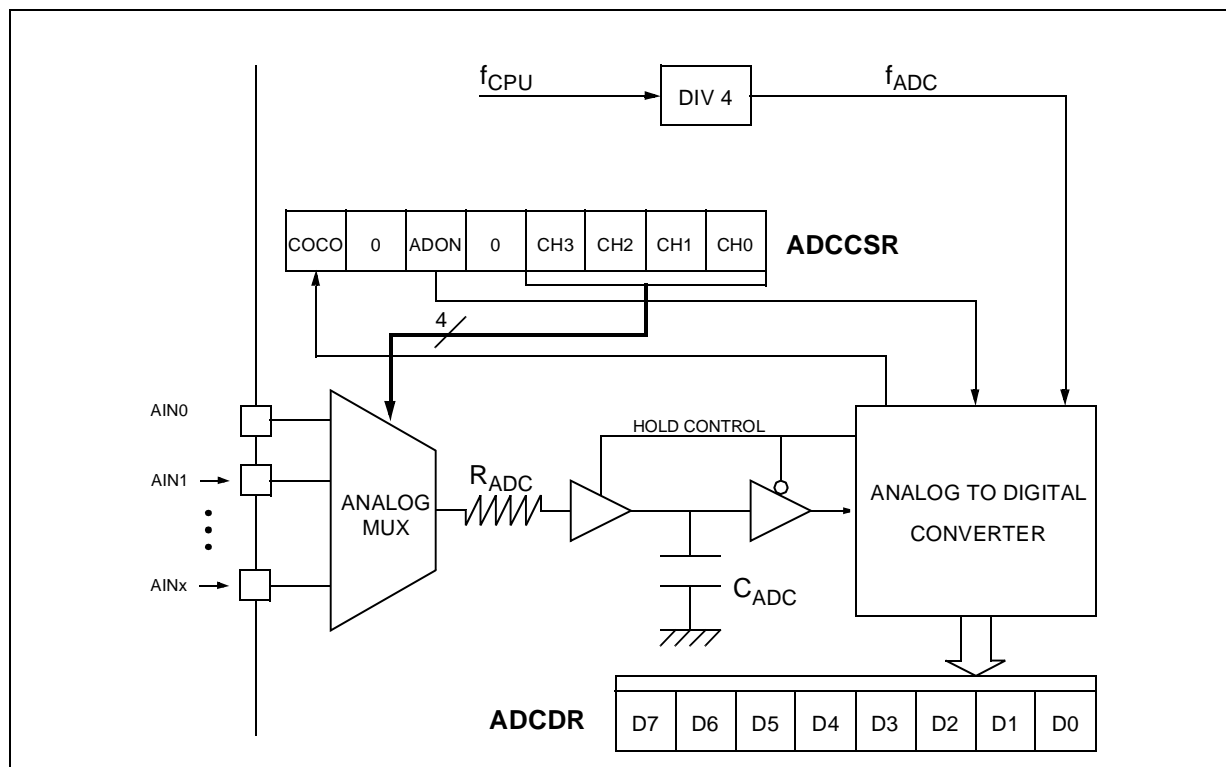 fCPU
DIV 4
fADC
COCO 0 ADON 0 CH3 CH2 CH1 CH0
ADCCSR
4
AIN0
HOLD CONTROL
AIN1
RADC
ANALOG
MUX
ANALOG TO DIGITAL
CONVERTER
AINx
CADC
ADCDR
D7 D6 D5 D4 D3 D2 D1 D0